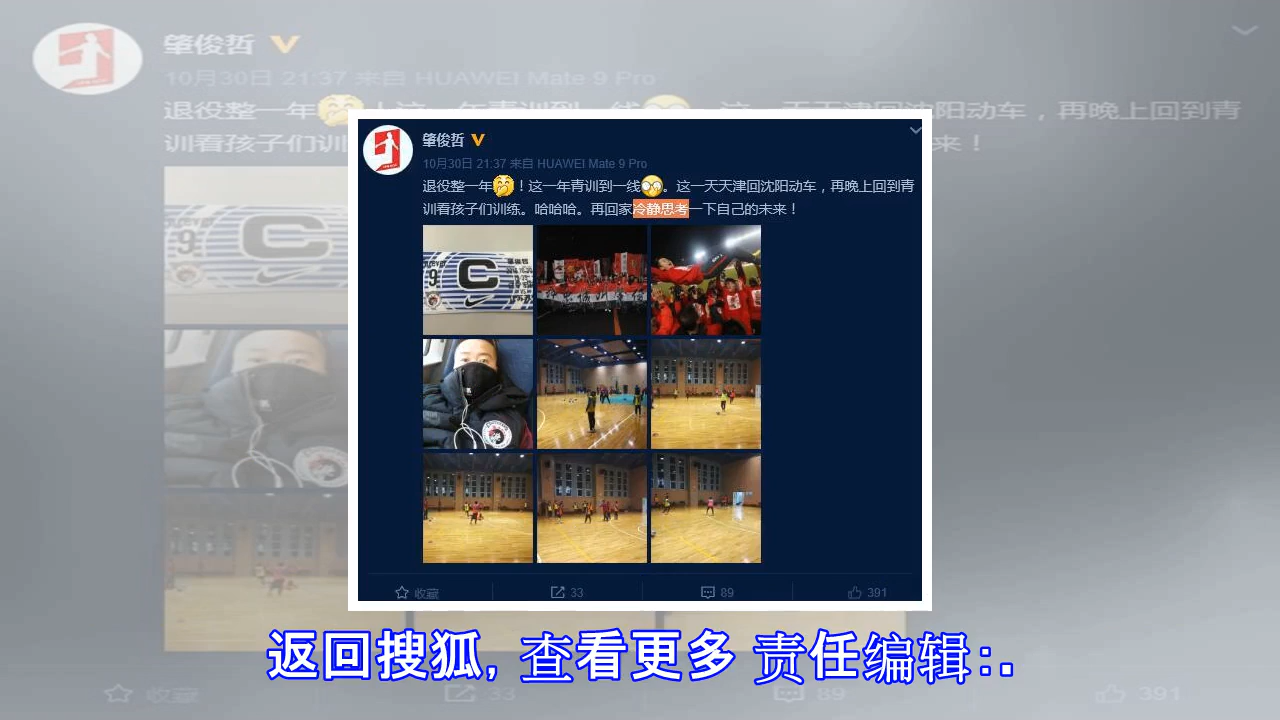 肇俊哲
10月30日 21:37 来自 HUAWEI Mate 9 Pro
退役整一年！这一年青训到一线。这一天天津回沈阳动车，再晚上回到青
训看孩子们训练。哈哈哈。再回家冷静思考一下自己的未来！
C
9
收藏 33 89 391
返回搜狐, 查看更多 责任编辑:.